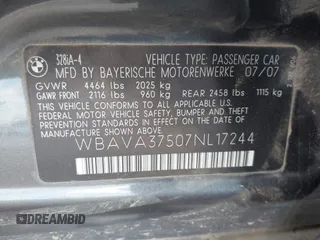 328iA-4 VEHICLE TYPE: PASSENGER CAR
MFD BY BAYERISCHE MOTORENWERKE 07/07
GVWR 4464 lbs 2025 kg
GAWR FRONT 2116 lbs 960 kg REAR 2458 lbs 1115 kg
THIS VEHICLE CONFORMS TO ALL APPLICABLE
FEDERAL MOTOR VEHICLE SAFETY, BUMPER, AND
THEFT PREVENTION STANDARDS IN EFFECT ON THE
DATE OF MANUFACTURE SHOWN ABOVE.
WBAVA37507NL17244
DREAMBID